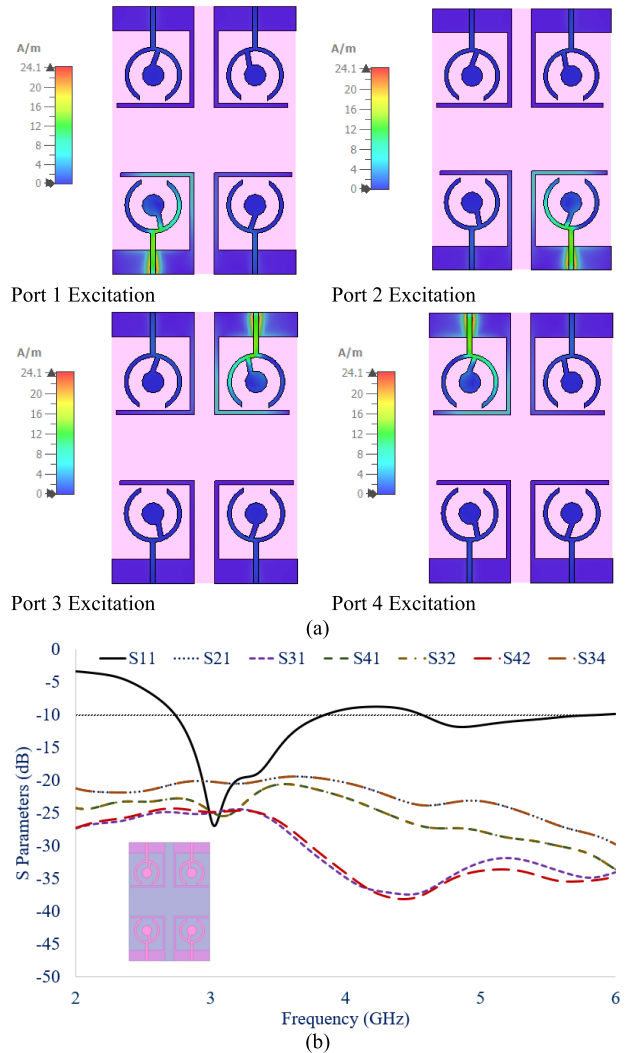 A/m
24.1
20
16
12
8
4
0
Port 1 Excitation
A/m
24.1
20
16
12
8
4
0
Port 2 Excitation
A/m
24.1
20
16
12
8
4
0
Port 3 Excitation
A/m
24.1
20
16
12
8
4
0
Port 4 Excitation
(a)
S11 S21 S31 S41 S32 S42 S34
S Parameters (dB)
0
-5
-10
-15
-20
-25
-30
-35
-40
-45
-50
2 3 4 5 6
Frequency (GHz)
(b)